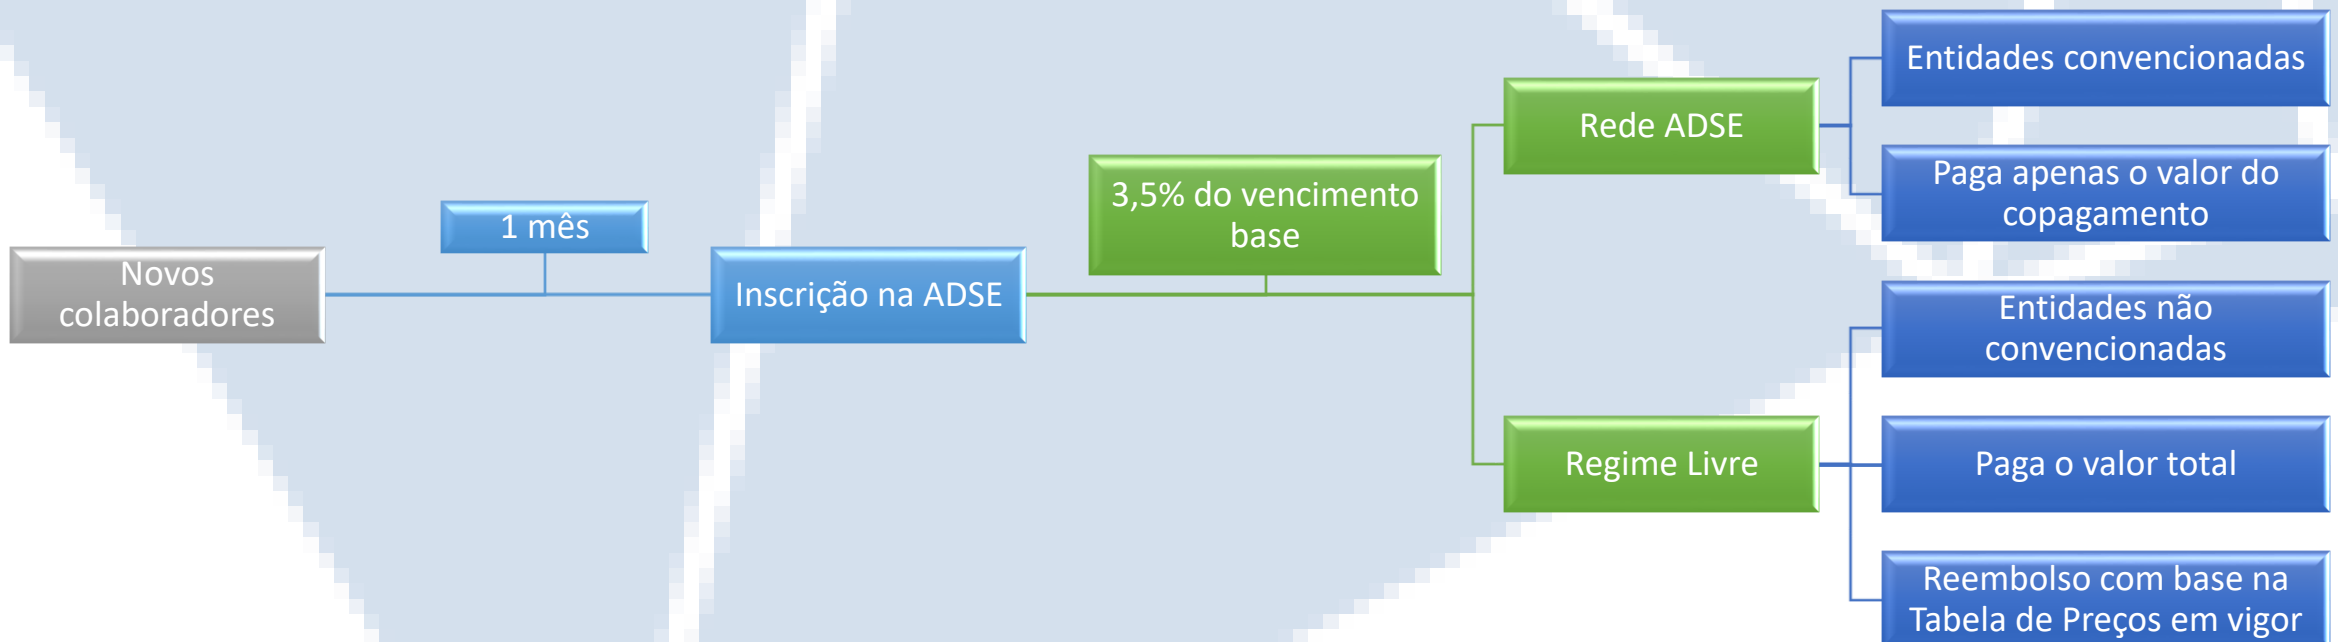 Novos
colaboradores
1 mês
Inscrição na ADSE
3,5% do vencimento
base
Rede ADSE
Entidades convencionadas
Paga apenas o valor do
copagamento
Regime Livre
Entidades não
convencionadas
Paga o valor total
Reembolso com base na
Tabela de Preços em vigor